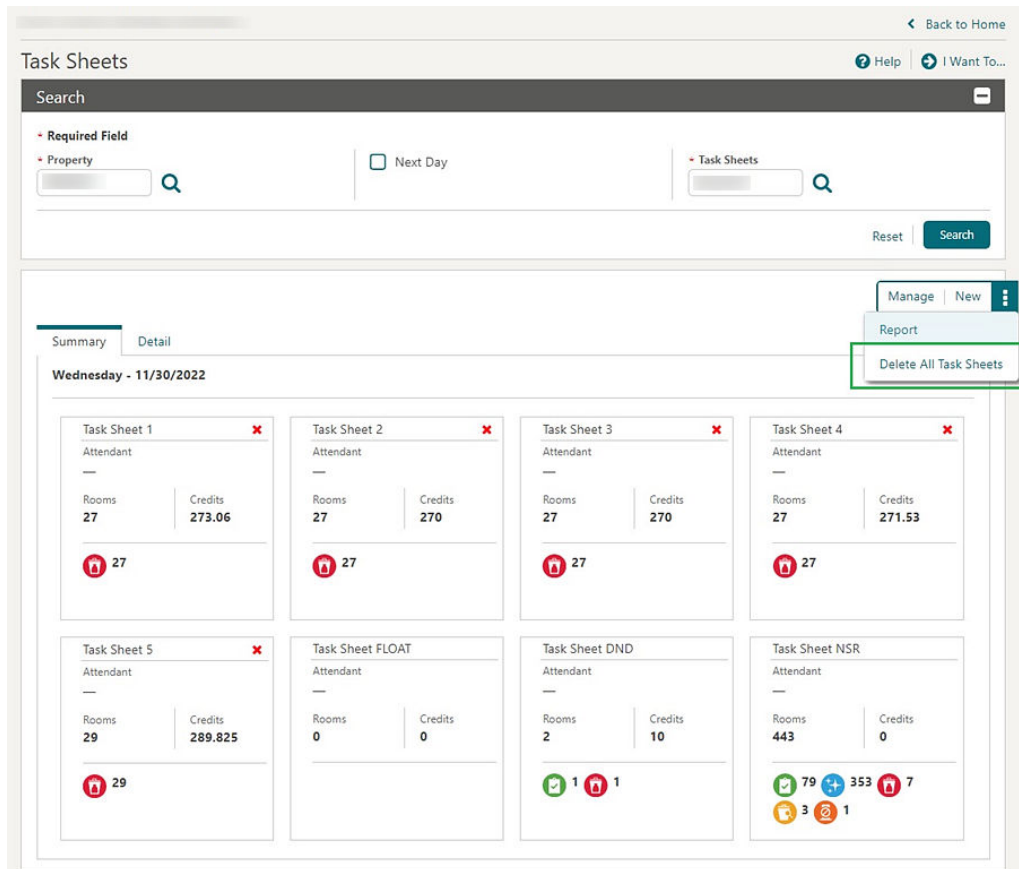 Back to Home
Task Sheets
Help I Want To...
Search
* Required Field
* Property
Next Day
* Task Sheets
Reset Search
Manage New
Report
Delete All Task Sheets
Summary Detail
Wednesday - 11/30/2022
Task Sheet 1 Task Sheet 2 Task Sheet 3 Task Sheet 4
Attendant Attendant Attendant Attendant
— — — —
Rooms Credits Rooms Credits Rooms Credits Rooms Credits
27 273.06 27 270 27 270 27 271.53
27 27 27 27
Task Sheet 5 Task Sheet FLOAT Task Sheet DND Task Sheet NSR
Attendant Attendant Attendant Attendant
— — — —
Rooms Credits Rooms Credits Rooms Credits Rooms Credits
29 289.825 0 0 2 10 443 0
29 1 1 79 353 7
3 1